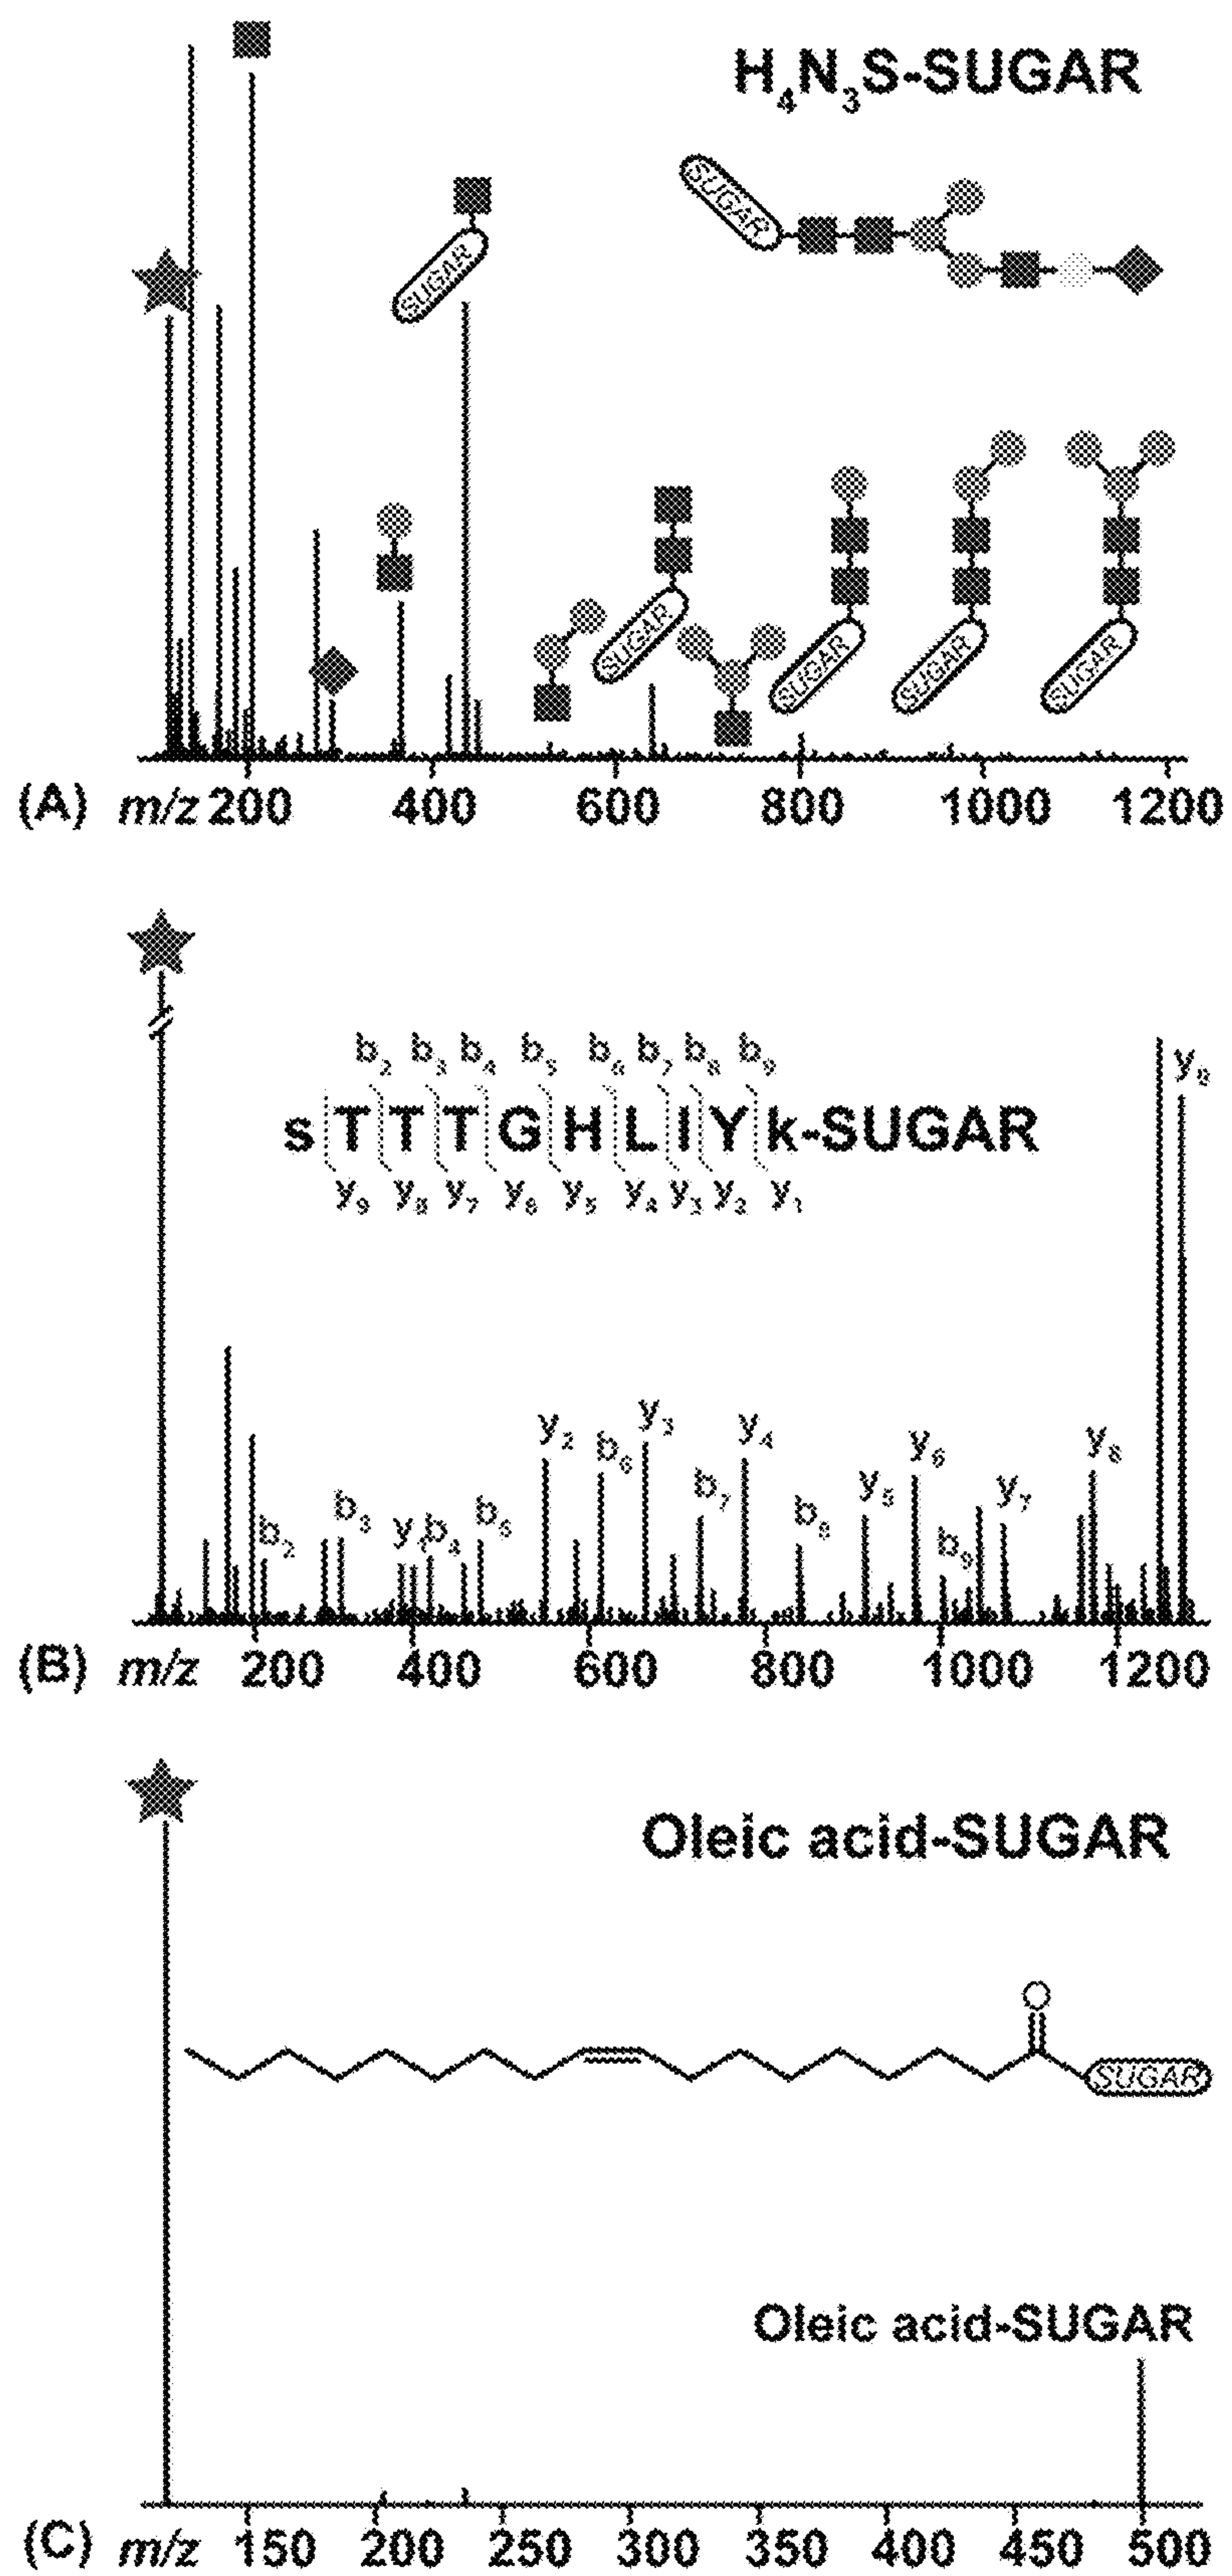 H₄N₃S-SUGAR
SUGAR
SUGAR
SUGAR
SUGAR
SUGAR
SUGAR
(A) m/z 200 400 600 800 1000 1200
b₂ b₃ b₄ b₅ b₆ b₇ b₈ b₉
sTTTGHLIYk-SUGAR
y₉ y₈ y₇ y₆ y₅ y₄ y₃ y₂ y₁
y₉
y₂ b₆ y₃ b₇ y₄ b₈ y₅ y₆ b₉ y₇ y₈
b₂ b₃ y₁ b₄ b₅
(B) m/z 200 400 600 800 1000 1200
Oleic acid-SUGAR
O
SUGAR
Oleic acid-SUGAR
(C) m/z 150 200 250 300 350 400 450 500